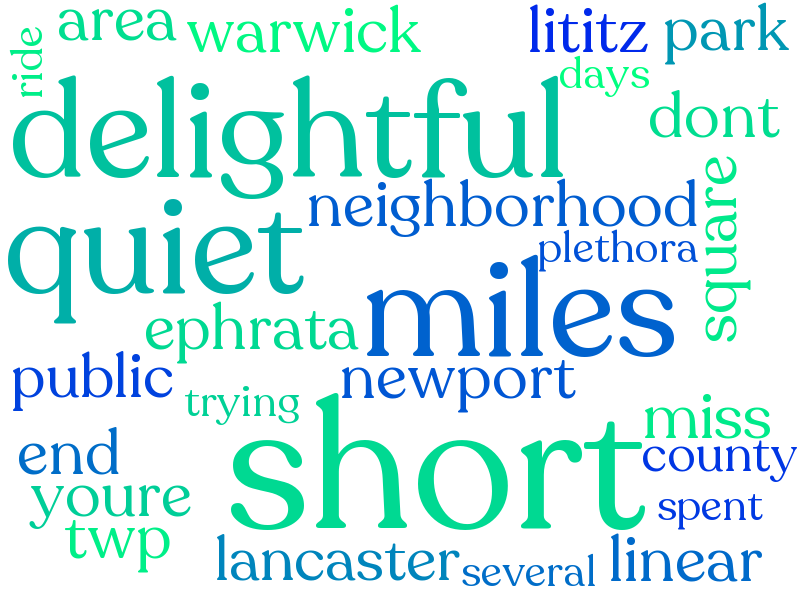 ride
area
warwick
lititz
park
days
delightful
dont
neighborhood
square
quiet
plethora
miles
ephrata
public
newport
trying
short
miss
end
county
youre
spent
twp
lancaster
several
linear